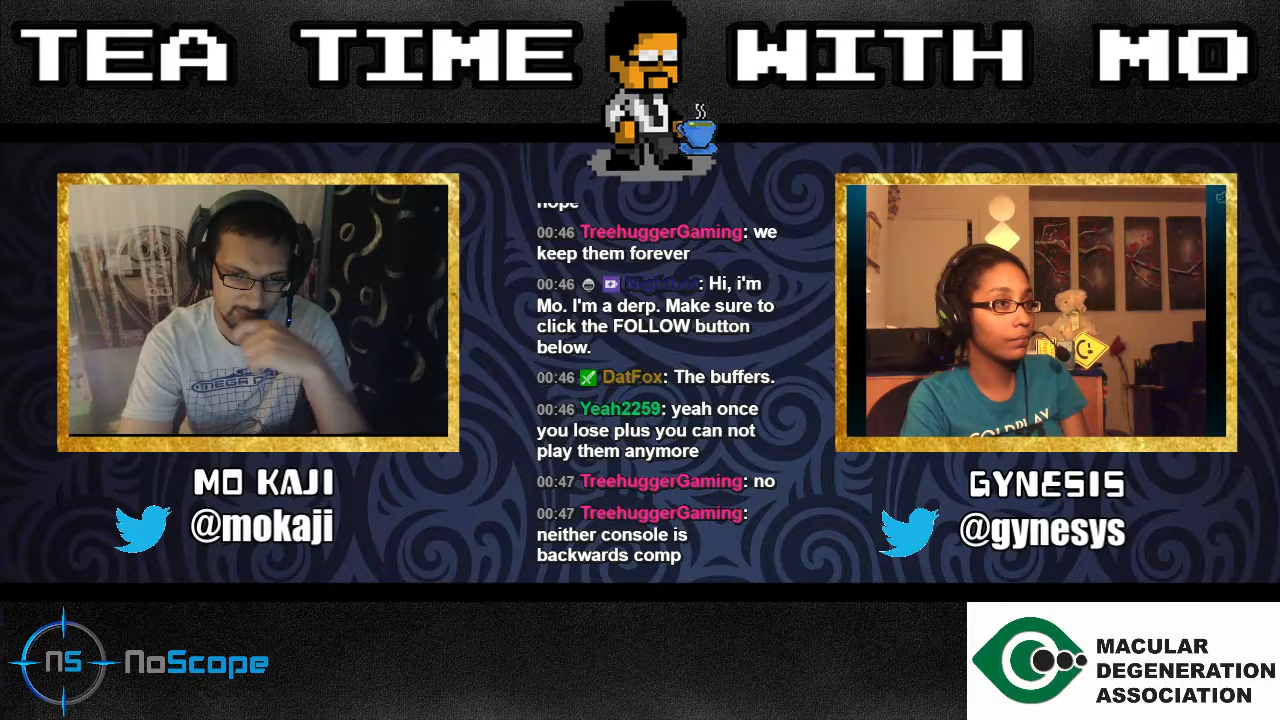 TEA TIME WITH MO
nope
00:46 TreehuggerGaming: we
keep them forever
00:46 Nightbot: Hi, i'm
Mo. I'm a derp. Make sure to
click the FOLLOW button
below.
00:46 DatFox: The buffers.
00:46 Yeah2259: yeah once
you lose plus you can not
play them anymore
00:47 TreehuggerGaming: no
00:47 TreehuggerGaming:
neither console is
backwards comp
COLDPLAY
MO KAJI
@mokaji
GYNESIS
@gynesys
NS NoScope
MACULAR
DEGENERATION
ASSOCIATION